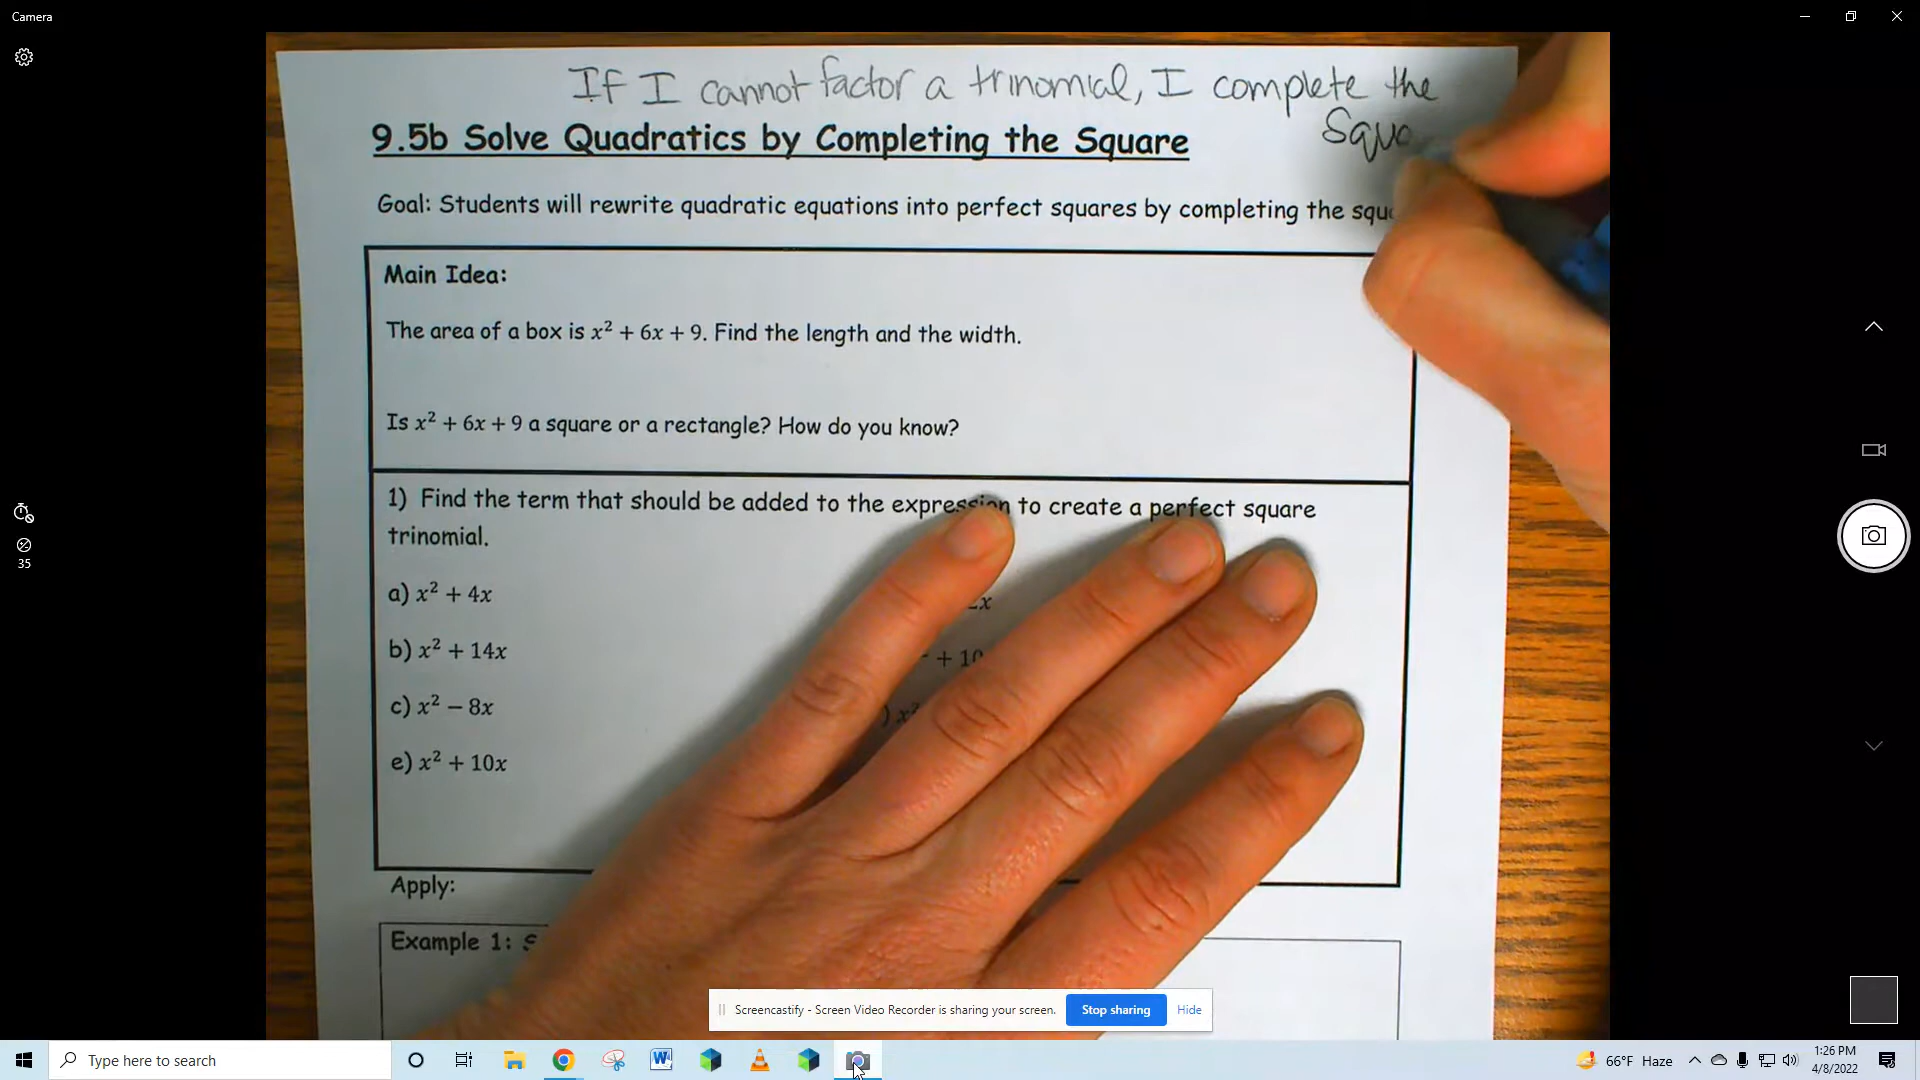 Camera
If I cannot factor a trinomial, I complete the
9.5b Solve Quadratics by Completing the Square
Goal: Students will rewrite quadratic equations into perfect squares by completing the
Main Idea:
The area of a box is x² + 6x + 9. Find the length and the width.
Is x² + 6x + 9 a square or a rectangle? How do you know?
1) Find the term that should be added to the expression to create a perfect square
trinomial.
a) x² + 4x
b) x² + 14x
+ 10
c) x² − 8x
e) x² + 10x
Apply:
Example 1:
35
Screencastify - Screen Video Recorder is sharing your screen.
Stop sharing
Hide
Type here to search
66°F Haze
1:26 PM
4/8/2022